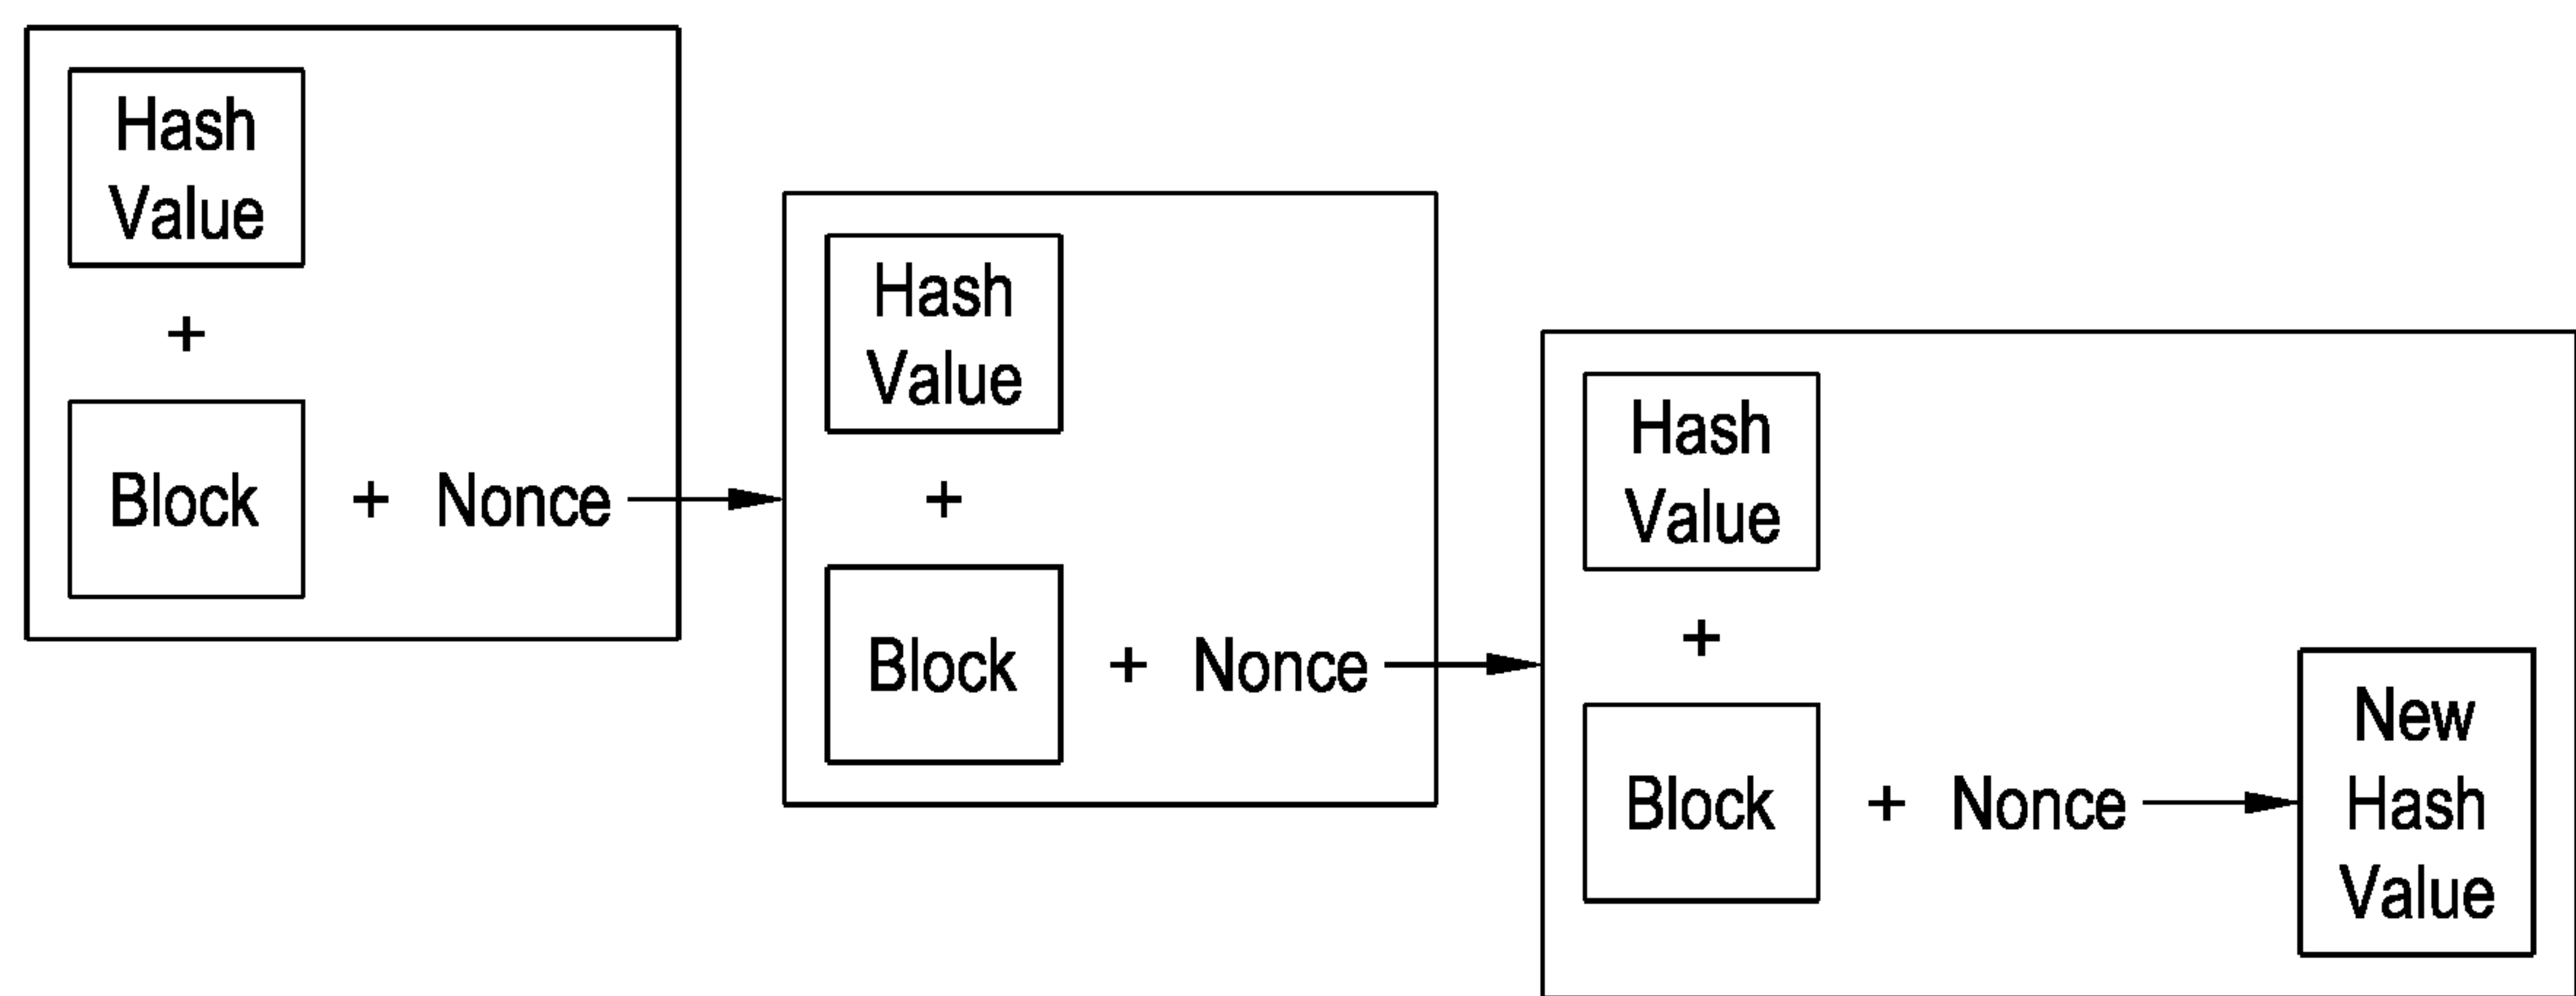 Hash
Value
+
Block + Nonce
Hash
Value
+
Block + Nonce
Hash
Value
+
Block + Nonce
New
Hash
Value